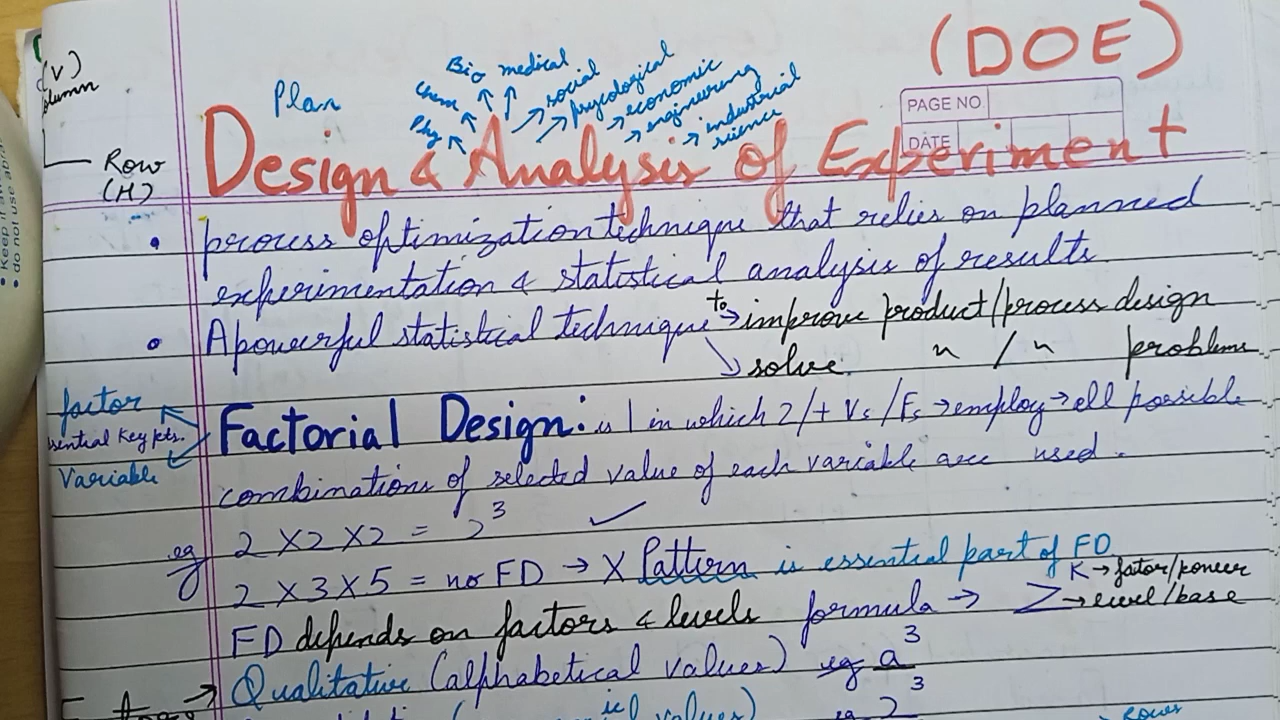 (DOE)
(V)
Row
(H)
Plan
Phy
Chem
Bio
medical
social
psycological
economic
engineering
industrial
science
PAGE NO.
DATE
Design & Analysis of Experiment
• process optimization technique that relies on planned
experimentation & statistical analysis of results
• A powerful statistical technique to → improve product/process design
solve " / " problems
factor
Key pts.
Variable
Factorial Design: is 1 in which 2/+ Vs/Fs → employ → all possible
combinations of selected value of each variable are used.
eg 2 X 2 X 2 = 2³ ✓
2 X 3 X 5 = no FD → X Pattern is essential part of FD
K → factor/power
FD depends on factors & levels formula → → level/base
→ Qualitative (alphabetical values) eg a³
values) eg 2³